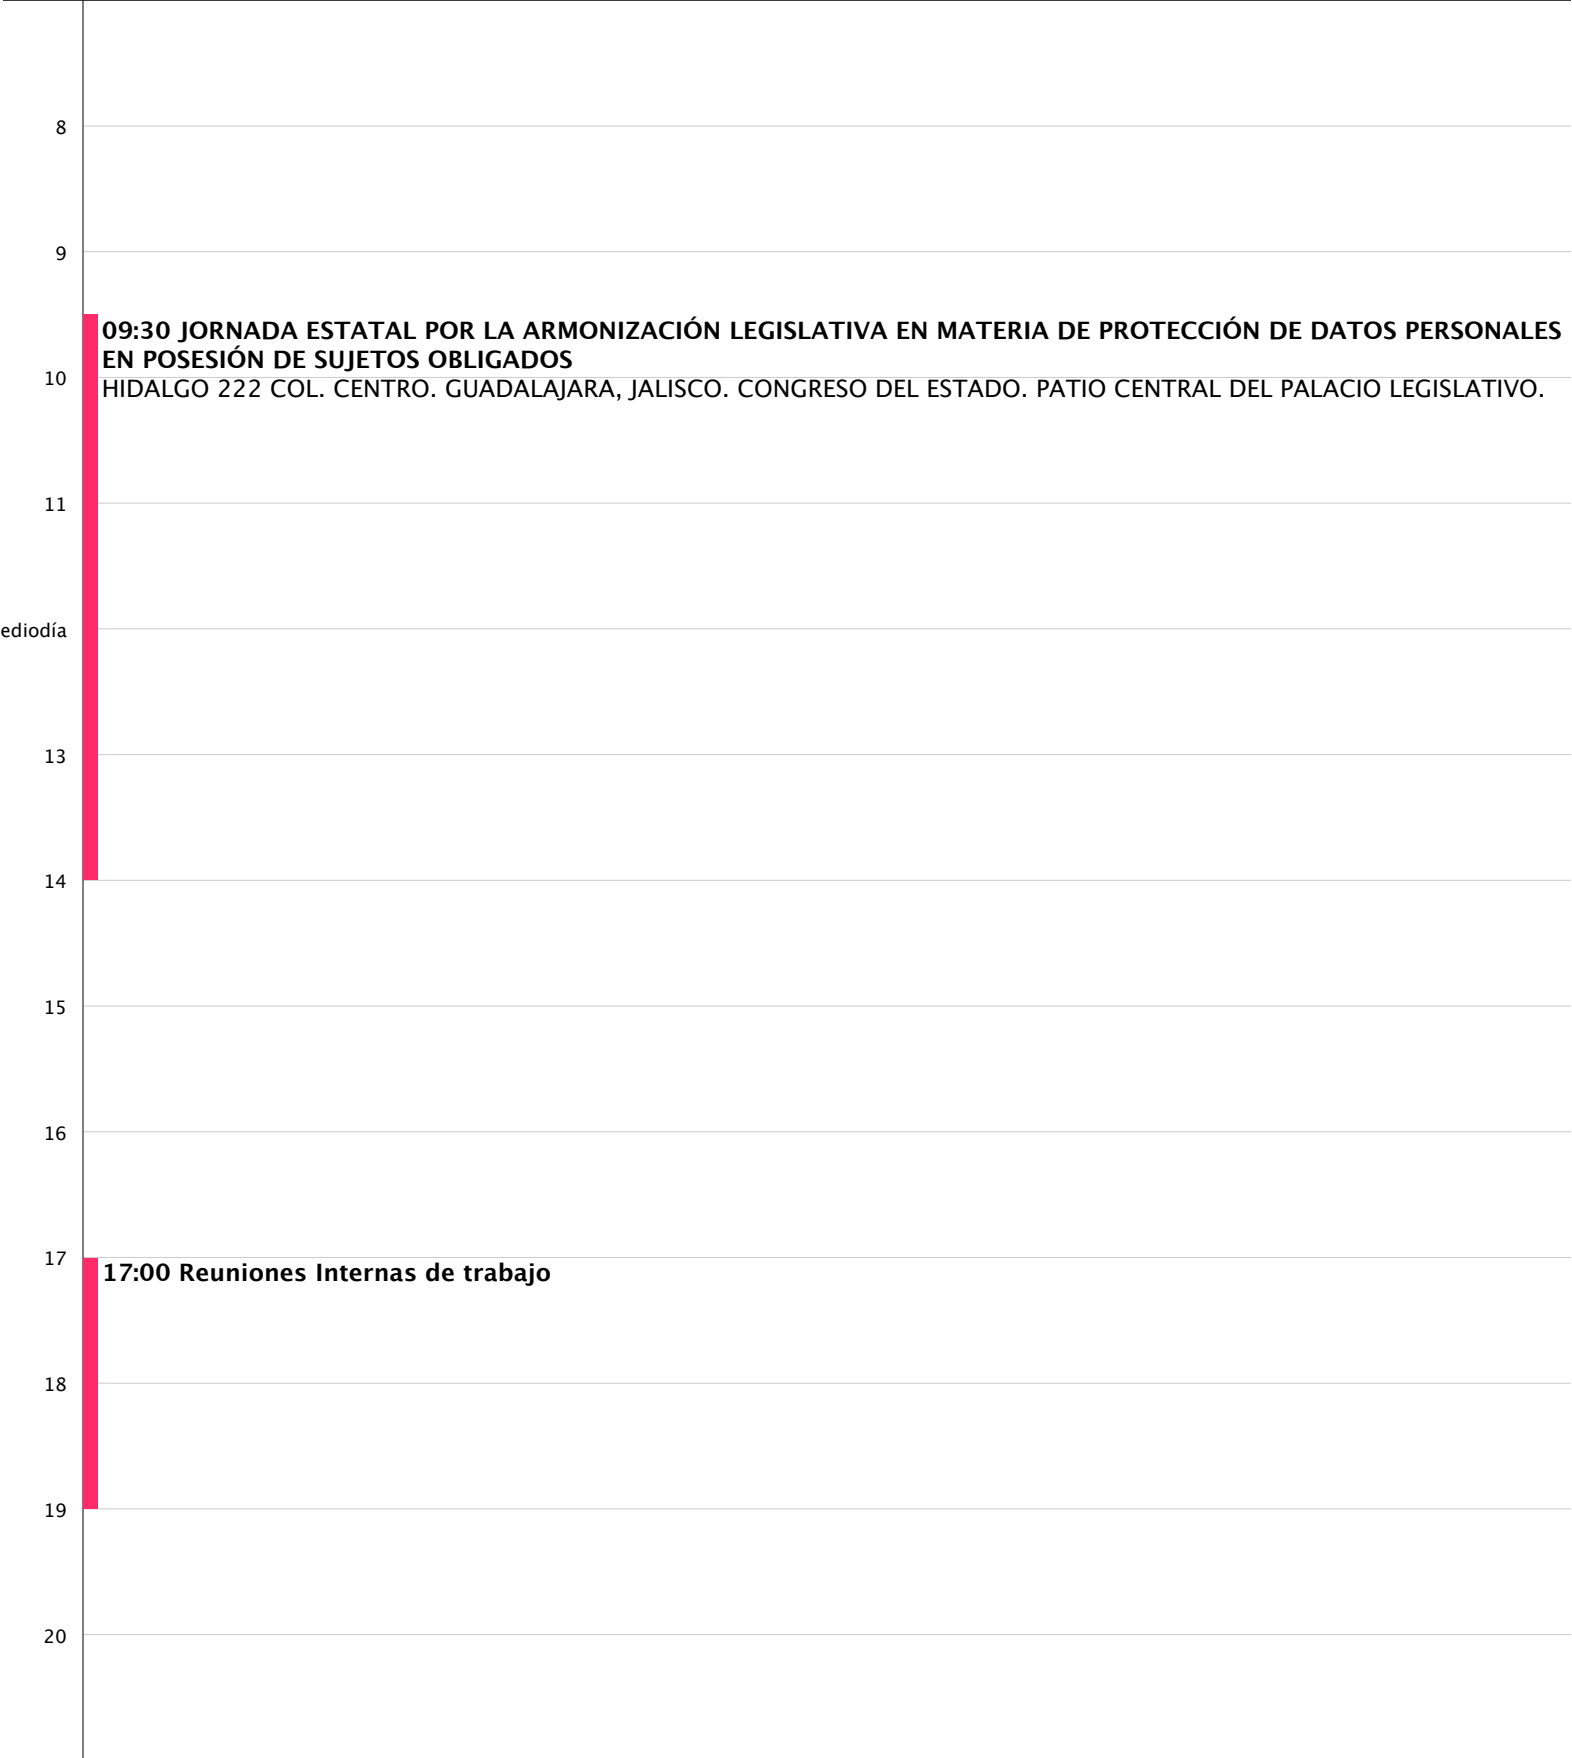 8
9
09:30 JORNADA ESTATAL POR LA ARMONIZACIÓN LEGISLATIVA EN MATERIA DE PROTECCIÓN DE DATOS PERSONALES
EN POSESIÓN DE SUJETOS OBLIGADOS
10
HIDALGO 222 COL. CENTRO. GUADALAJARA, JALISCO. CONGRESO DEL ESTADO. PATIO CENTRAL DEL PALACIO LEGISLATIVO.
11
ediodía
13
14
15
16
17
17:00 Reuniones Internas de trabajo
18
19
20